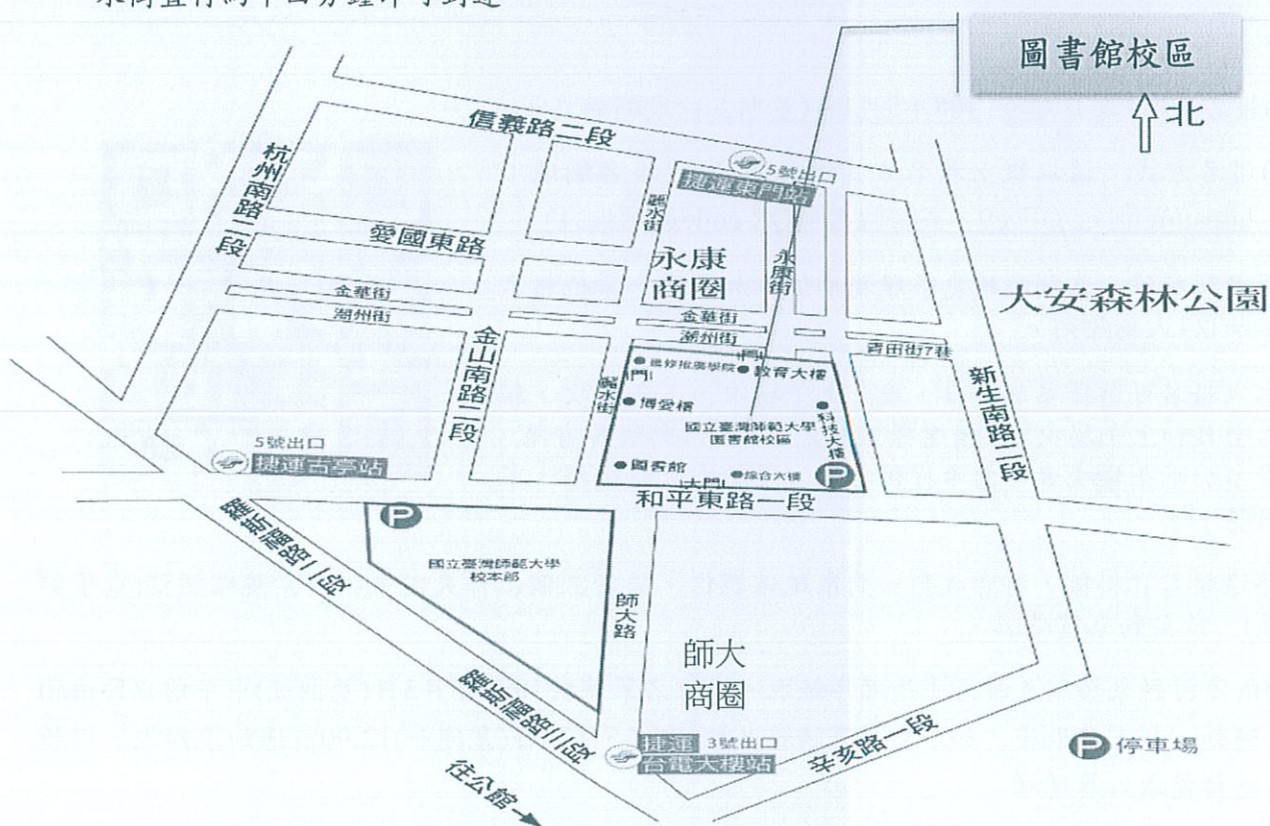 圖書館校區
北
信義路二段
杭州南路二段
5號出口
捷運東門站
麗水街
愛國東路
永康
商圈
永康街
大安森林公園
金華街
潮州街
金華街
潮州街
青田街7巷
金山南路二段
麗水街
門
進修推廣學院
門
教育大樓
博愛樓
國立臺灣師範大學
圖書館校區
科技大樓
新生南路二段
5號出口
捷運古亭站
圖書館
大門
綜合大樓
P
和平東路一段
P
羅斯福路二段
國立臺灣師範大學
校本部
師大路
師大
商圈
羅斯福路三段
捷運 3號出口
台電大樓站
辛亥路一段
P 停車場
往公館